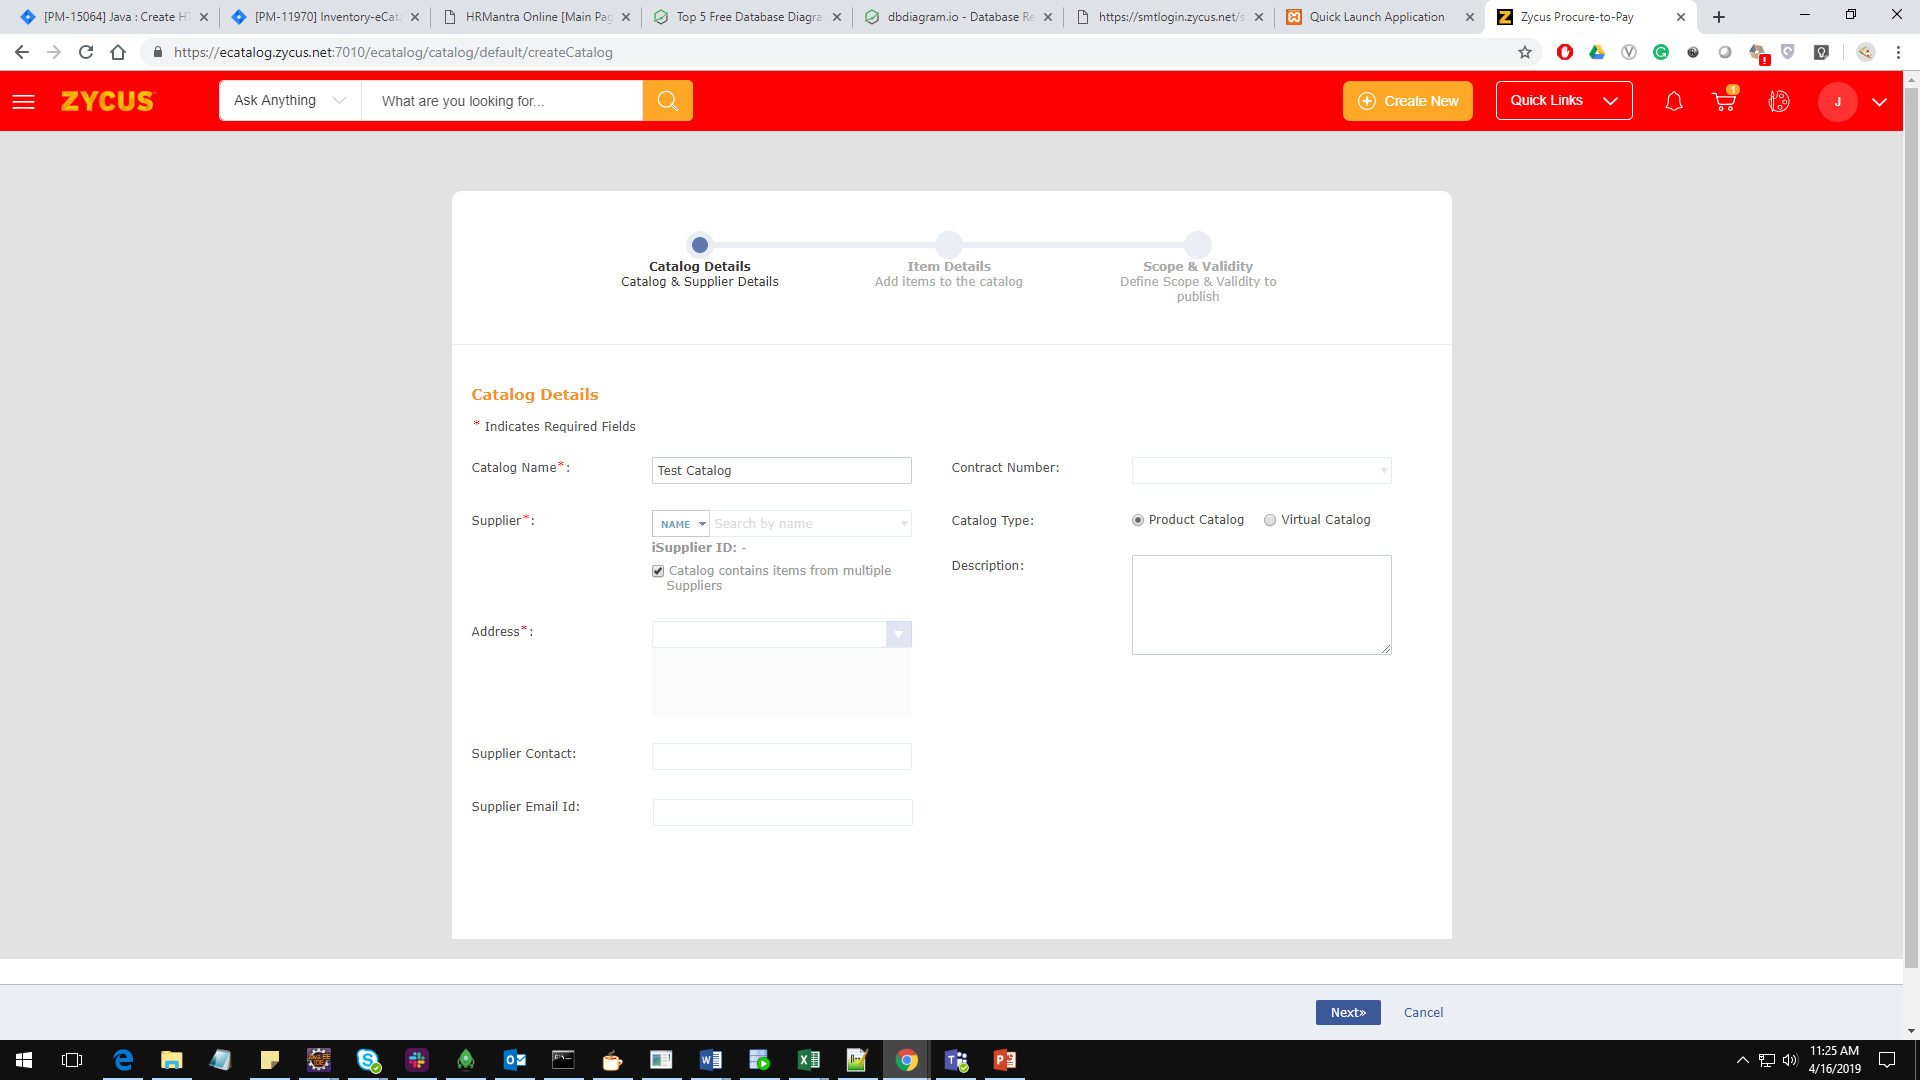 [PM-15064] Java : Create HT
[PM-11970] Inventory-eCata
HRMantra Online [Main Pag
Top 5 Free Database Diagra
dbdiagram.io - Database Re
https://smtlogin.zycus.net/s
Quick Launch Application
Zycus Procure-to-Pay
https://ecatalog.zycus.net:7010/ecatalog/catalog/default/createCatalog
ZYCUS
Ask Anything
What are you looking for...
Create New
Quick Links
1
J
Catalog Details
Catalog & Supplier Details
Item Details
Add items to the catalog
Scope & Validity
Define Scope & Validity to
publish
Catalog Details
* Indicates Required Fields
Catalog Name*:
Test Catalog
Contract Number:
Supplier*:
NAME
Search by name
iSupplier ID: -
Catalog contains items from multiple
Suppliers
Catalog Type:
Product Catalog
Virtual Catalog
Description:
Address*:
Supplier Contact:
Supplier Email Id:
Next»
Cancel
11:25 AM
4/16/2019